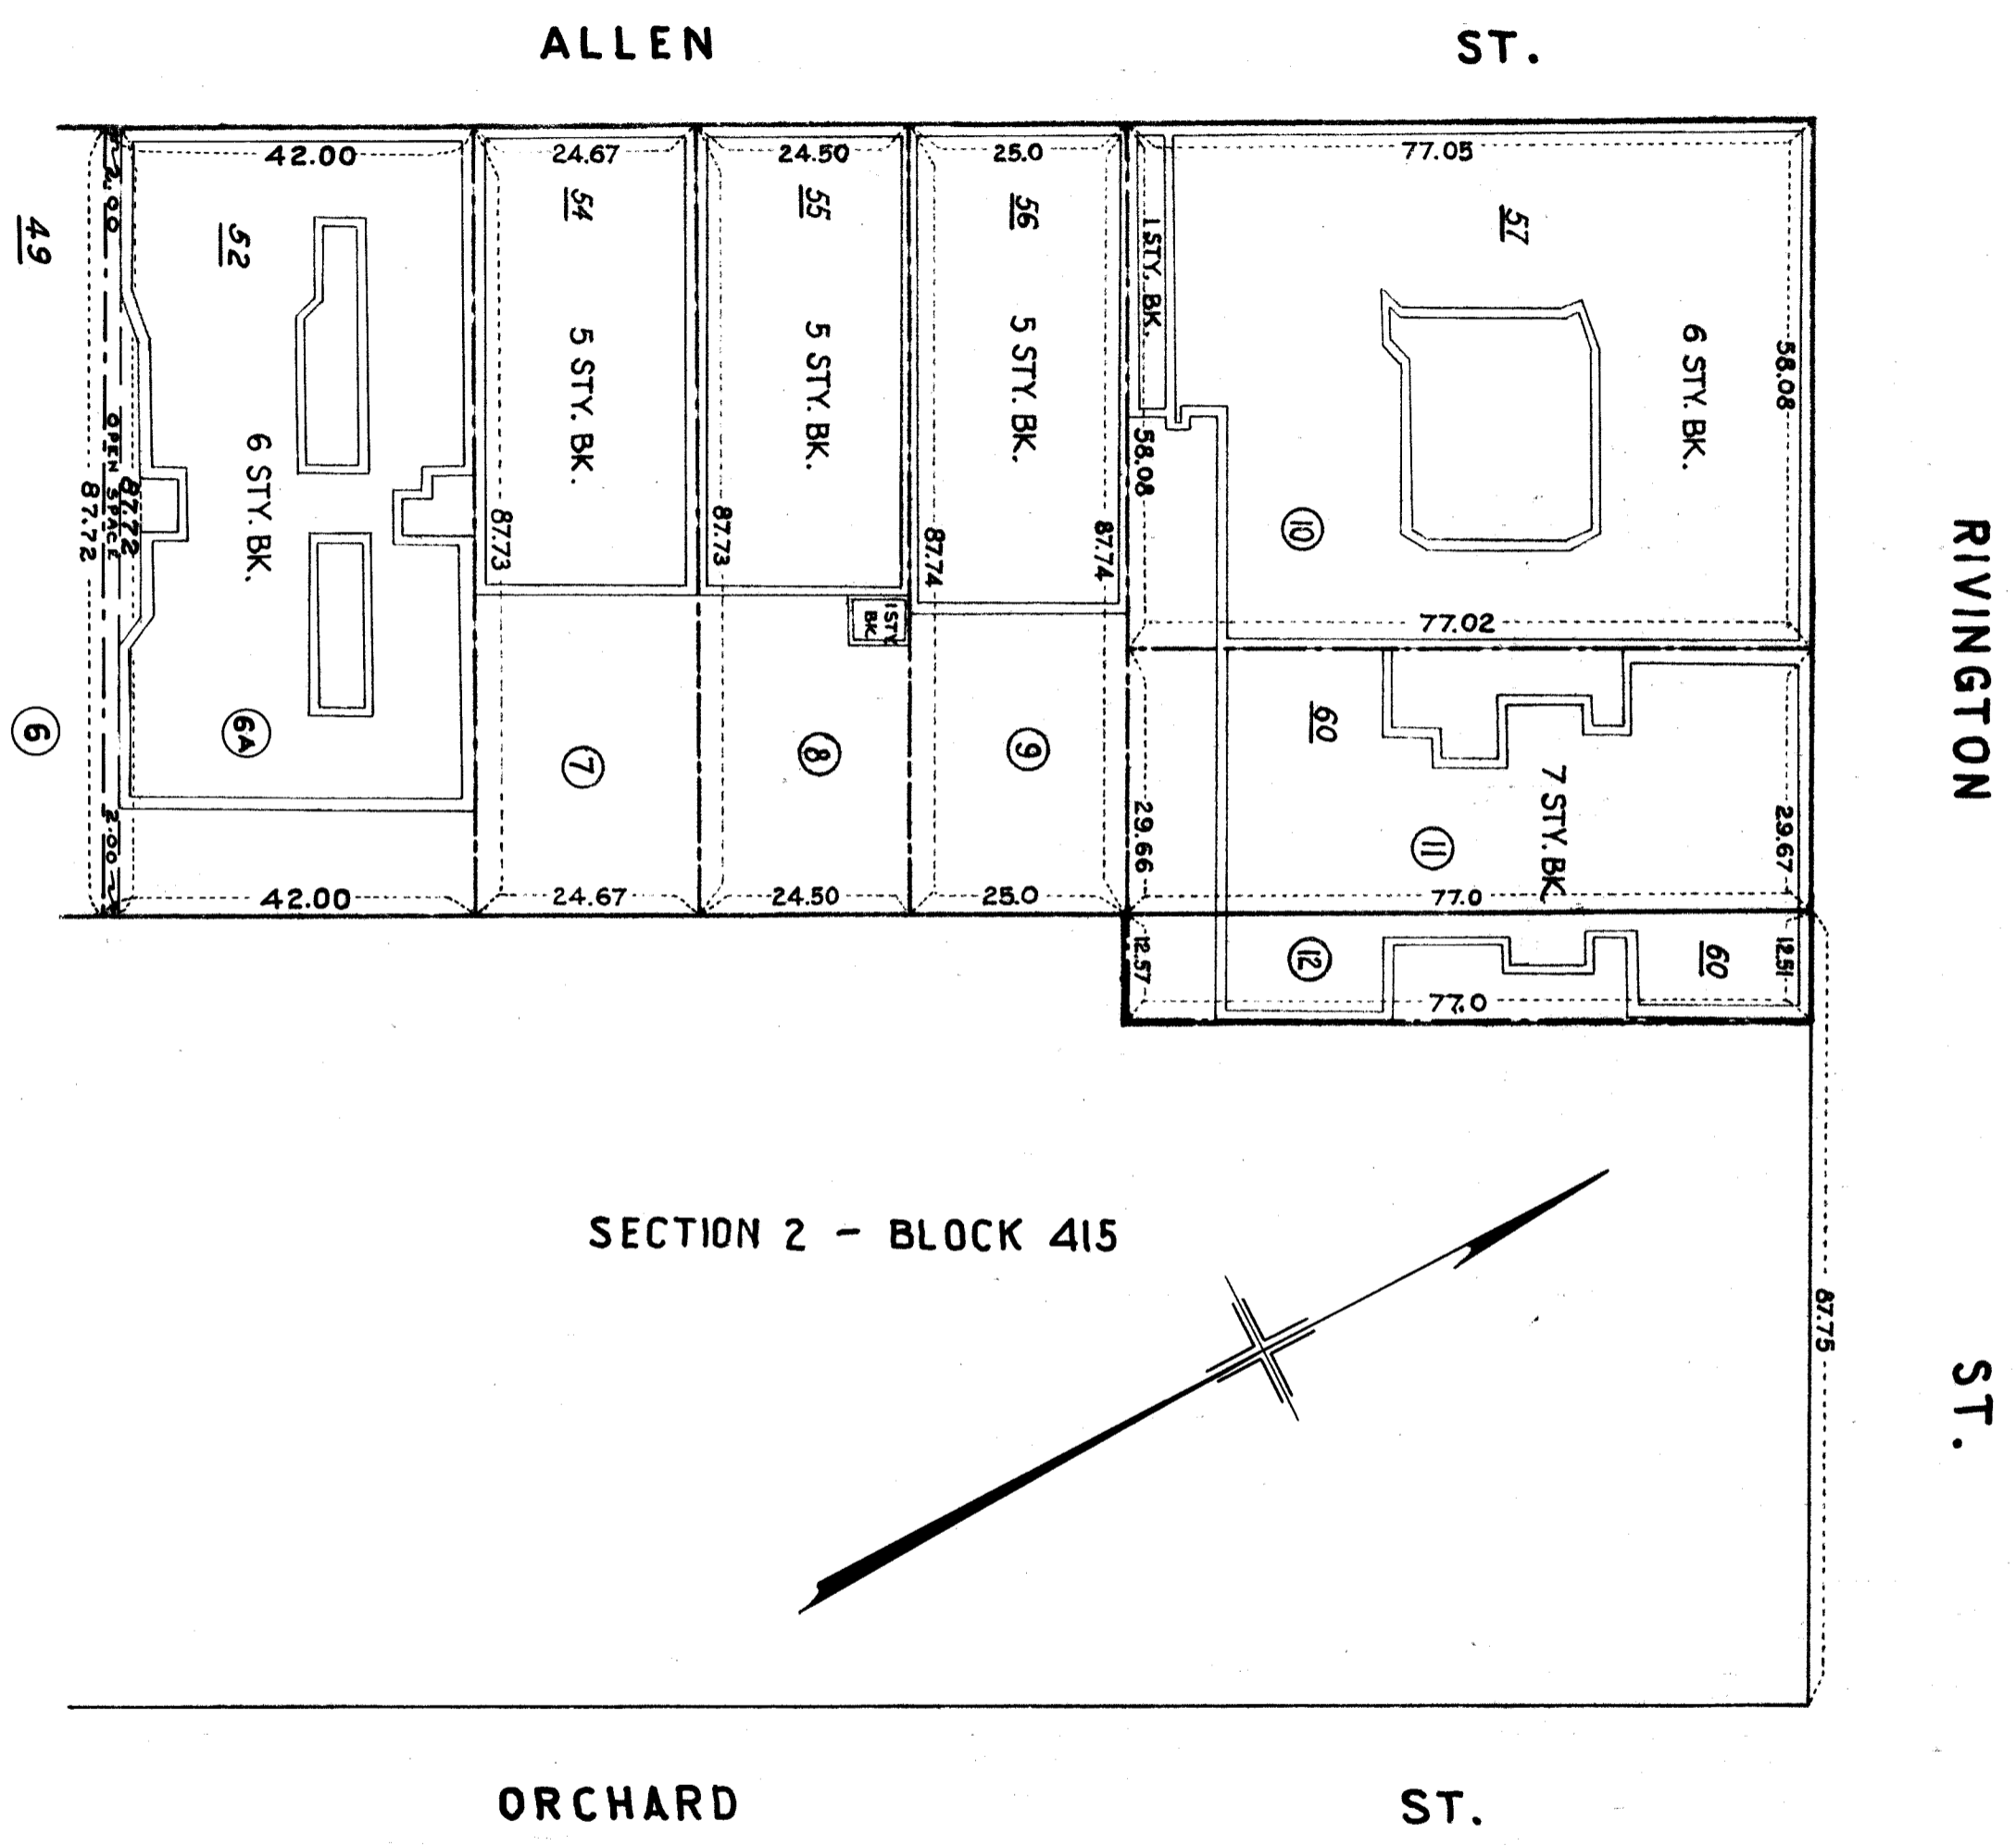 ALLEN ST.
42.00
24.67
24.50
25.0
77.05
2.00
49
52
54
55
56
57
1 STY. BK.
58.08
6 STY. BK.
5 STY. BK.
5 STY. BK.
5 STY. BK.
6 STY. BK.
OPEN SPACE
87.72
87.72
87.73
87.73
87.74
87.74
58.08
10
1 STY
BK
77.02
RIVINGTON ST.
6
6A
7
8
9
60
7 STY. BK
11
2.00
29.66
29.67
42.00
24.67
24.50
25.0
77.0
12.57
12
60
12.51
77.0
SECTION 2 - BLOCK 415
87.75
ORCHARD ST.